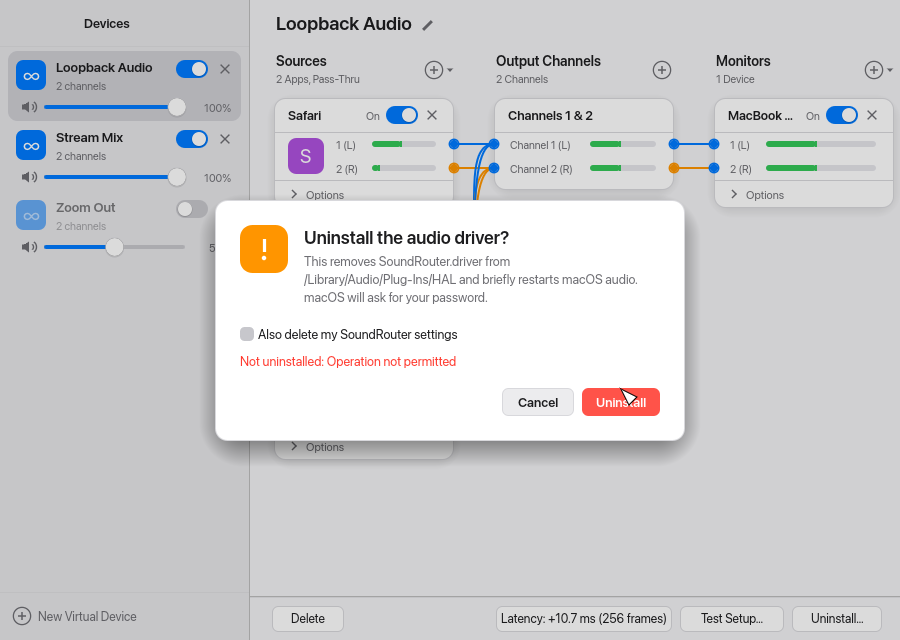 Devices
Loopback Audio
2 channels
100%
Stream Mix
2 channels
100%
Zoom Out
2 channels
New Virtual Device
Loopback Audio
Sources
2 Apps, Pass-Thru
Output Channels
2 Channels
Monitors
1 Device
Safari
On
S
1 (L)
2 (R)
Options
Channels 1 & 2
Channel 1 (L)
Channel 2 (R)
MacBook ...
On
1 (L)
2 (R)
Options
!
Uninstall the audio driver?
This removes SoundRouter.driver from
/Library/Audio/Plug-Ins/HAL and briefly restarts macOS audio.
macOS will ask for your password.
Also delete my SoundRouter settings
Not uninstalled: Operation not permitted
Cancel
Uninstall
Options
Delete
Latency: +10.7 ms (256 frames)
Test Setup...
Uninstall...